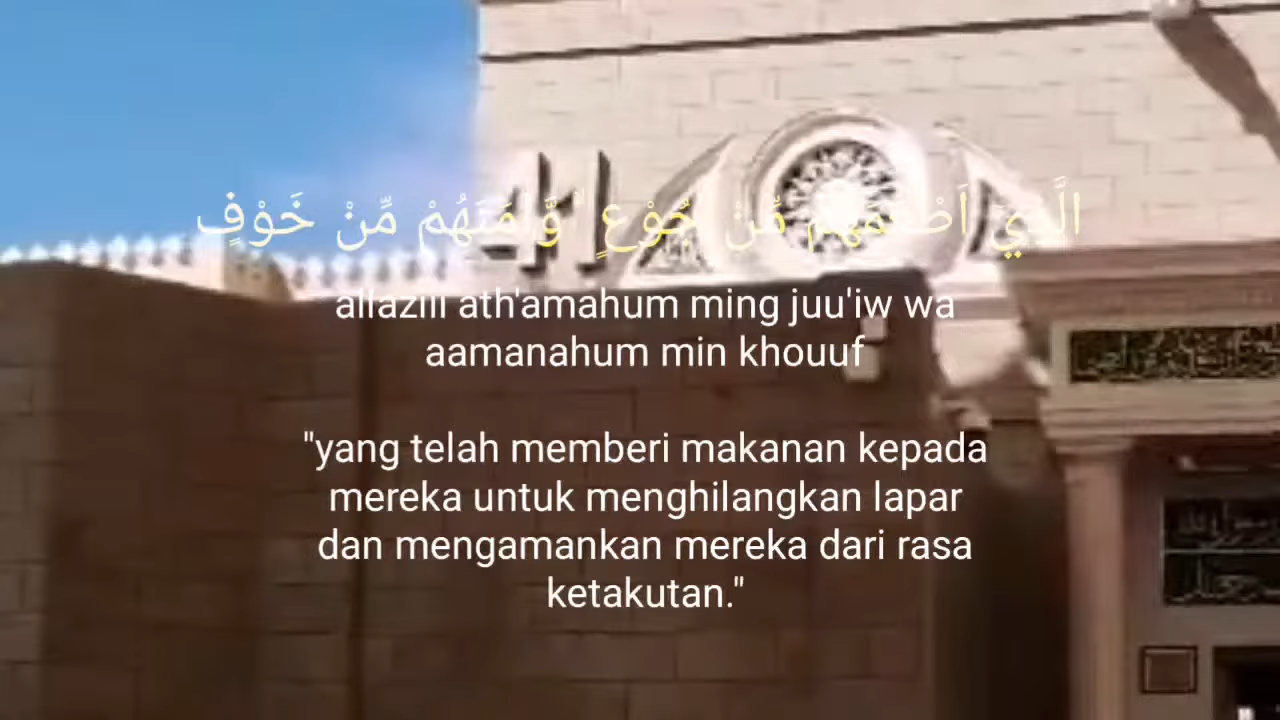 الَّذِيْٓ اَطْعَمَهُمْ مِّنْ جُوْعٍ ۙ وَّاٰمَنَهُمْ مِّنْ خَوْفٍ
allaziii ath'amahum ming juu'iw wa
aamanahum min khouuf
"yang telah memberi makanan kepada
mereka untuk menghilangkan lapar
dan mengamankan mereka dari rasa
ketakutan."